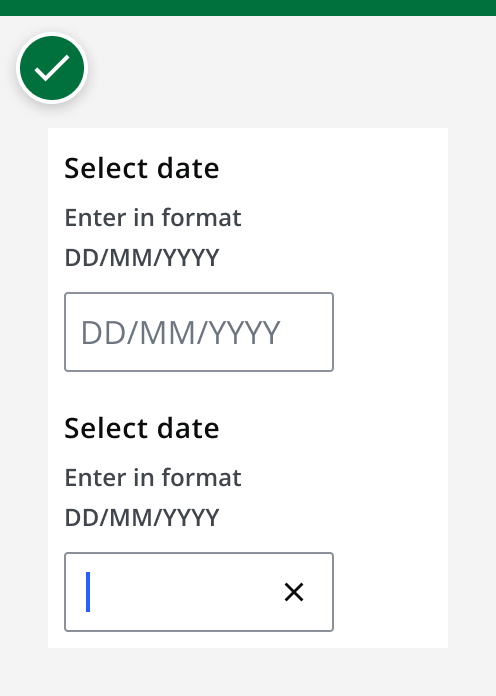 Select date
Enter in format
DD/MM/YYYY
DD/MM/YYYY
Select date
Enter in format
DD/MM/YYYY